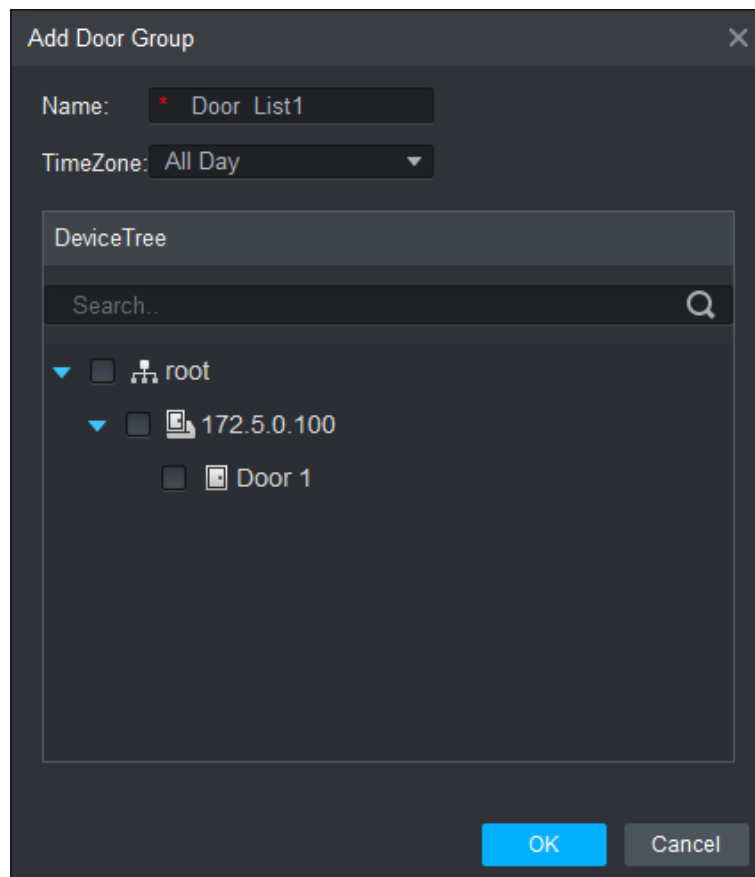 Add Door Group
Name: * Door List1
TimeZone: All Day
DeviceTree
Search..
root
172.5.0.100
Door 1
OK Cancel